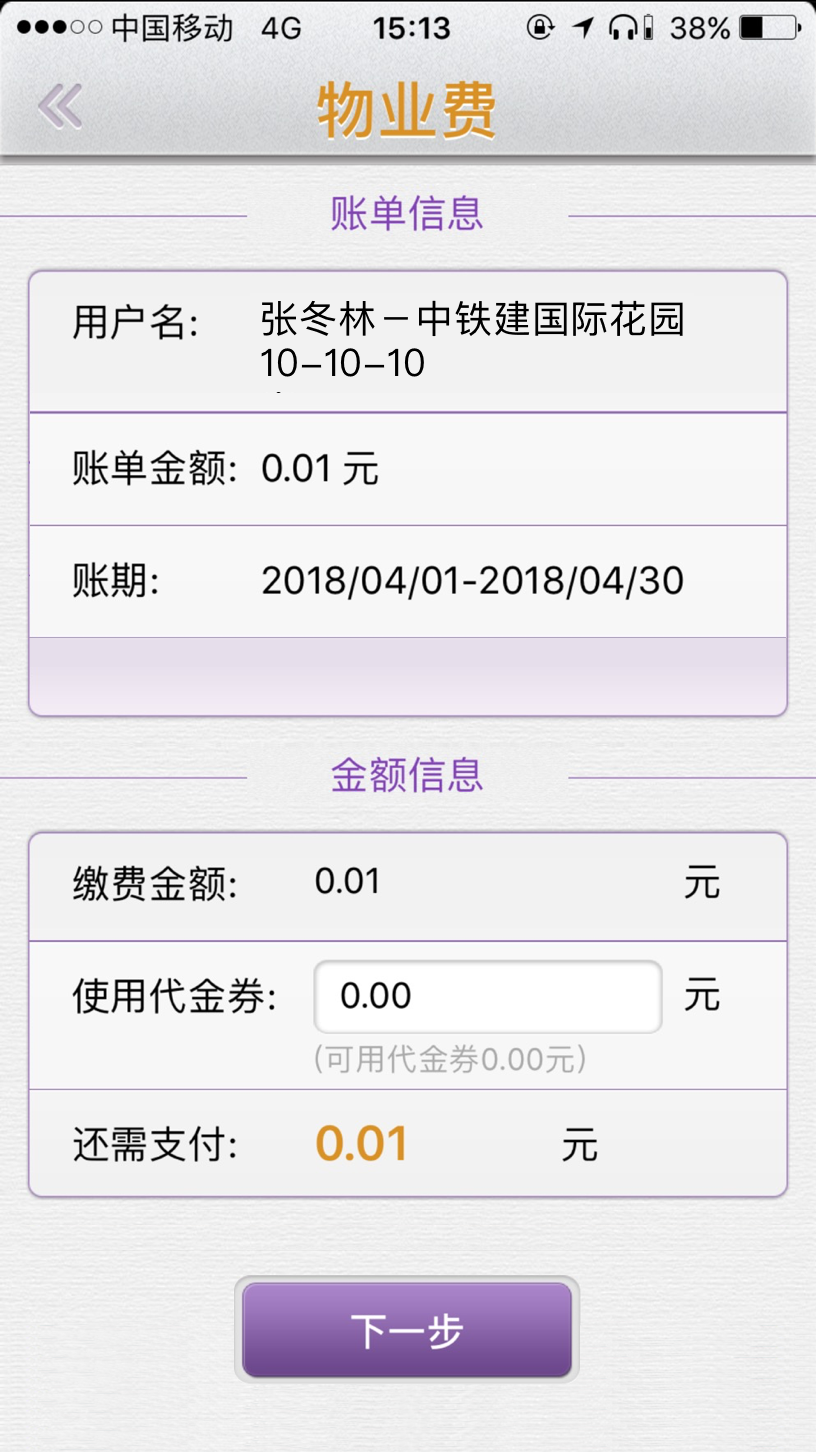 中国移动 4G 15:13 38%
物业费
账单信息
用户名: 张冬林－中铁建国际花园
10-10-10
账单金额: 0.01 元
账期: 2018/04/01-2018/04/30
金额信息
缴费金额: 0.01 元
使用代金券: 0.00 元
(可用代金券0.00元)
还需支付: 0.01 元
下一步